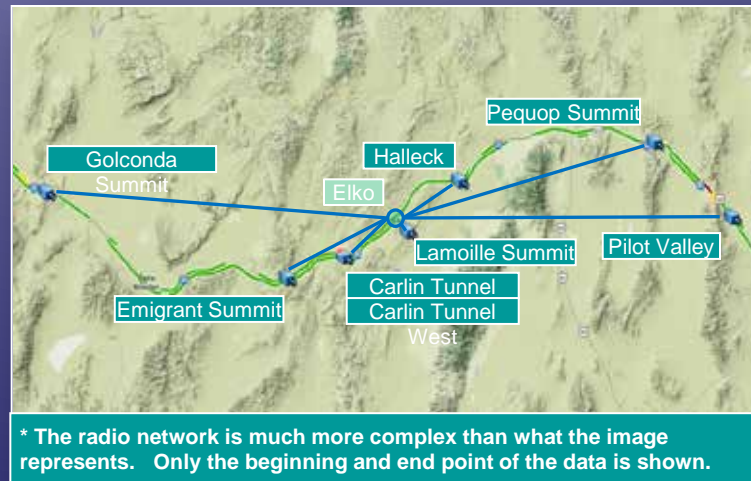 Pequop Summit
Golconda
Summit
Halleck
Elko
Lamoille Summit
Pilot Valley
Carlin Tunnel
Emigrant Summit
Carlin Tunnel
West
* The radio network is much more complex than what the image
represents. Only the beginning and end point of the data is shown.